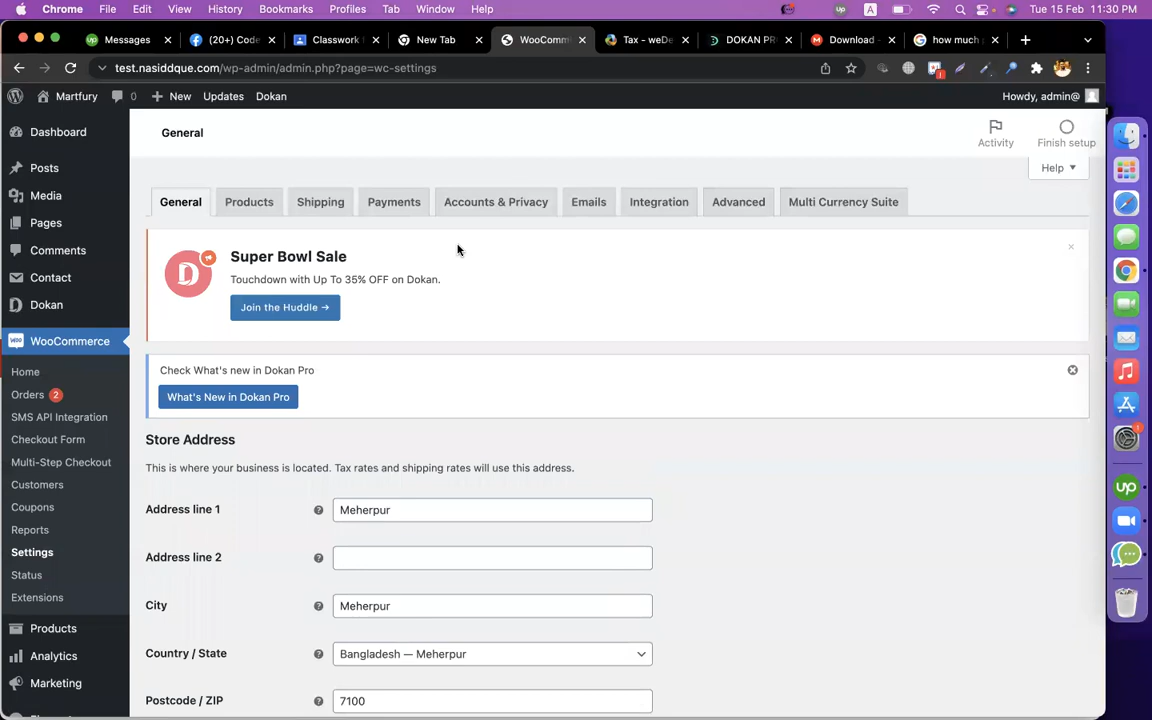 Chrome File Edit View History Bookmarks Profiles Tab Window Help UP A Tue 15 Feb 11:30 PM
up Messages (20+) Code Classwork New Tab WooComm Tax - weDe DOKAN PR Download - how much
test.nasiddque.com/wp-admin/admin.php?page=wc-settings
Martfury 0 New Updates Dokan Howdy, admin@
Dashboard
Posts
Media
Pages
Comments
Contact
Dokan
WooCommerce
Home
Orders 2
SMS API Integration
Checkout Form
Multi-Step Checkout
Customers
Coupons
Reports
Settings
Status
Extensions
Products
Analytics
Marketing
General
Activity Finish setup
Help
General Products Shipping Payments Accounts & Privacy Emails Integration Advanced Multi Currency Suite
Super Bowl Sale
Touchdown with Up To 35% OFF on Dokan.
Join the Huddle →
Check What's new in Dokan Pro
What's New in Dokan Pro
Store Address
This is where your business is located. Tax rates and shipping rates will use this address.
Address line 1 Meherpur
Address line 2
City Meherpur
Country / State Bangladesh — Meherpur
Postcode / ZIP 7100
up